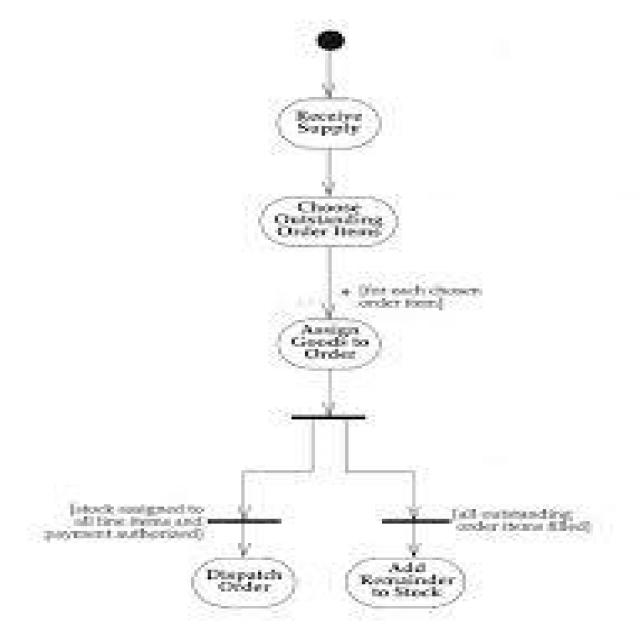 Receive
Supply
Choose
Outstanding
Order Items
* [for each chosen
order item]
Assign
Goods to
Order
[stock assigned to
all line items and
payment authorized]
[all outstanding
order items filled]
Dispatch
Order
Add
Remainder
to Stock